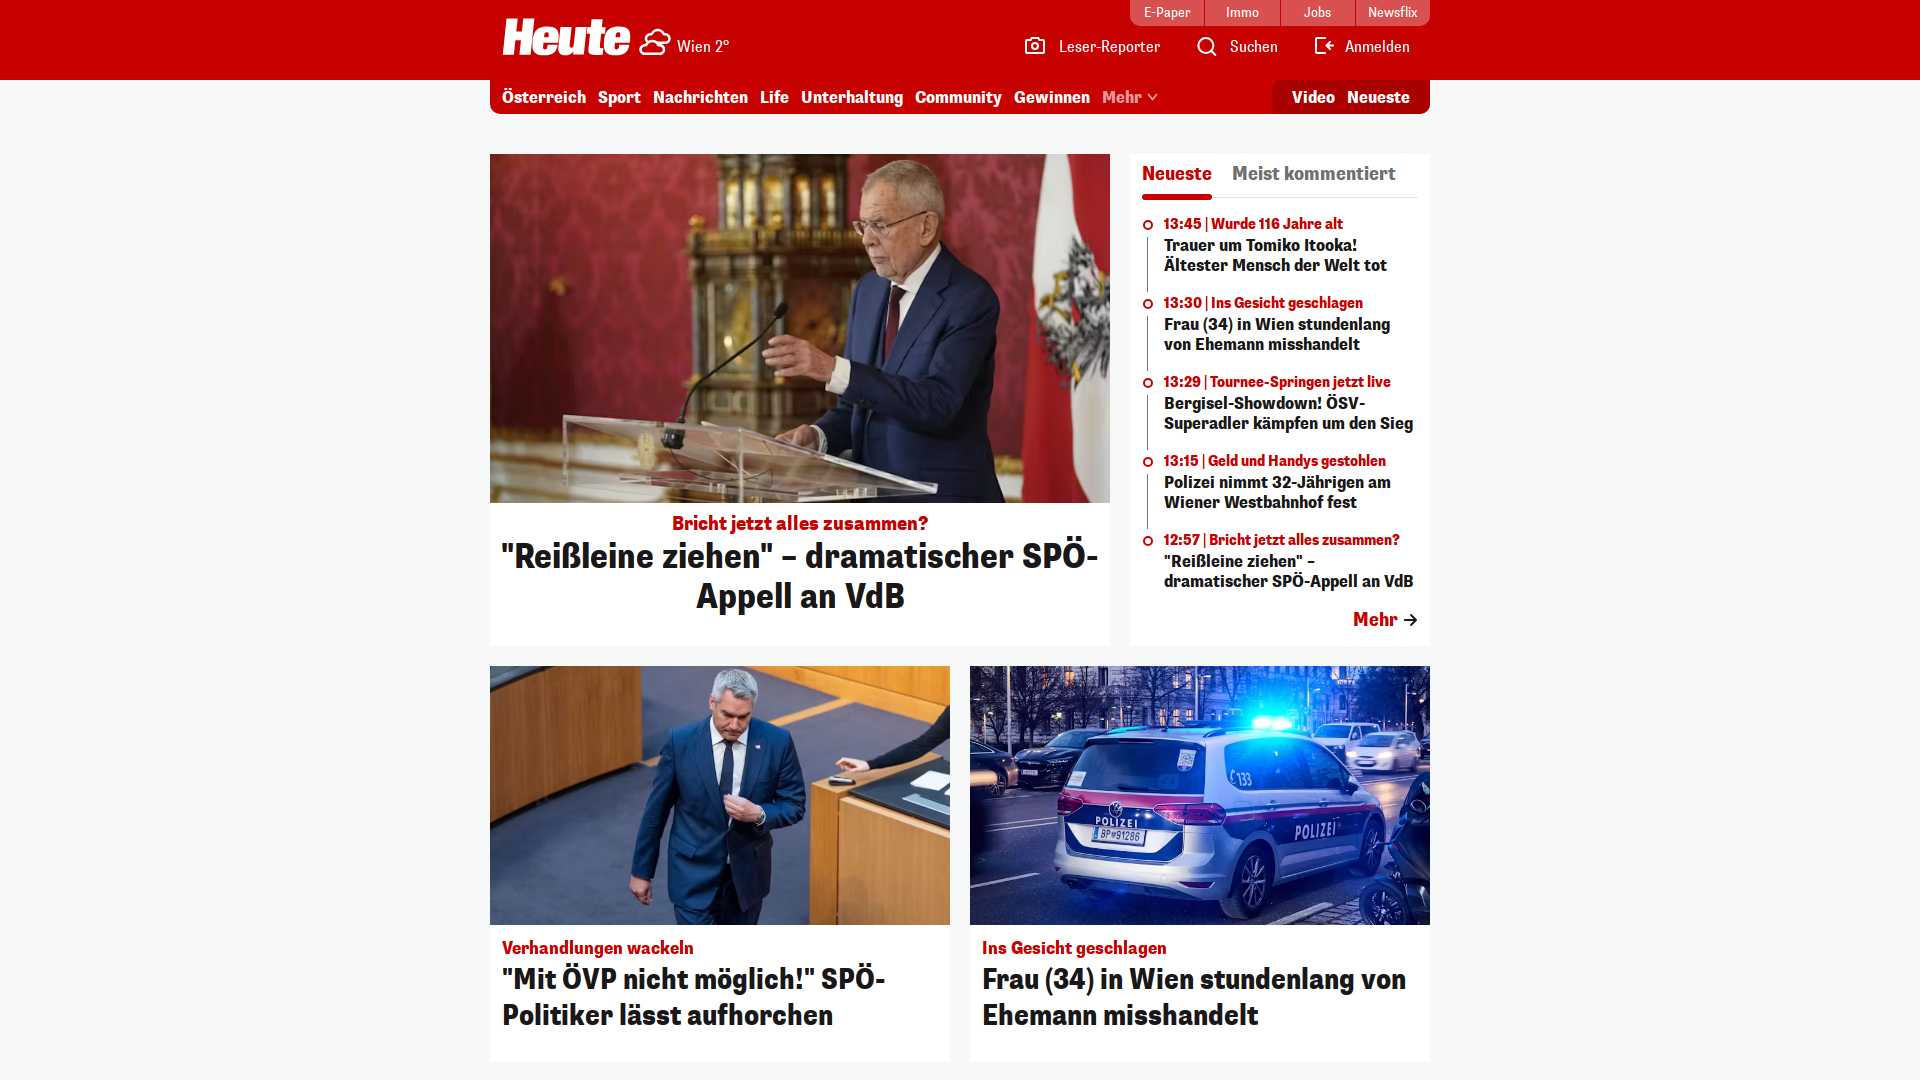 E-Paper
Immo
Jobs
Newsflix
Heute
Wien 2°
Leser-Reporter
Suchen
Anmelden
Österreich
Sport
Nachrichten
Life
Unterhaltung
Community
Gewinnen
Mehr
Video
Neueste
Bricht jetzt alles zusammen?
"Reißleine ziehen" – dramatischer SPÖ-
Appell an VdB
Neueste
Meist kommentiert
13:45 | Wurde 116 Jahre alt
Trauer um Tomiko Itooka!
Ältester Mensch der Welt tot
13:30 | Ins Gesicht geschlagen
Frau (34) in Wien stundenlang
von Ehemann misshandelt
13:29 | Tournee-Springen jetzt live
Bergisel-Showdown! ÖSV-
Superadler kämpfen um den Sieg
13:15 | Geld und Handys gestohlen
Polizei nimmt 32-Jährigen am
Wiener Westbahnhof fest
12:57 | Bricht jetzt alles zusammen?
"Reißleine ziehen" –
dramatischer SPÖ-Appell an VdB
Mehr
Verhandlungen wackeln
"Mit ÖVP nicht möglich!" SPÖ-
Politiker lässt aufhorchen
133
POLIZEI
BP 91286
POLIZEI
Ins Gesicht geschlagen
Frau (34) in Wien stundenlang von
Ehemann misshandelt